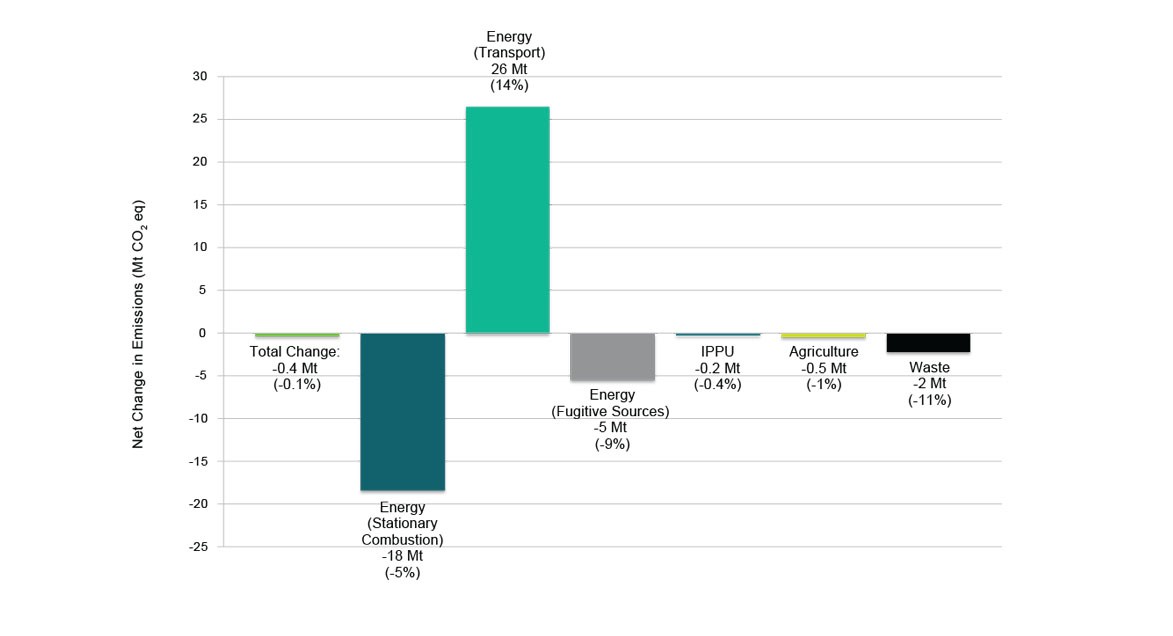 Energy
(Transport)
26 Mt
(14%)
30
25
20
15
10
5
0
-5
-10
-15
-20
-25
Net Change in Emissions (Mt CO₂ eq)
Total Change:
-0.4 Mt
(-0.1%)
Energy
(Stationary
Combustion)
-18 Mt
(-5%)
Energy
(Fugitive Sources)
-5 Mt
(-9%)
IPPU
-0.2 Mt
(-0.4%)
Agriculture
-0.5 Mt
(-1%)
Waste
-2 Mt
(-11%)